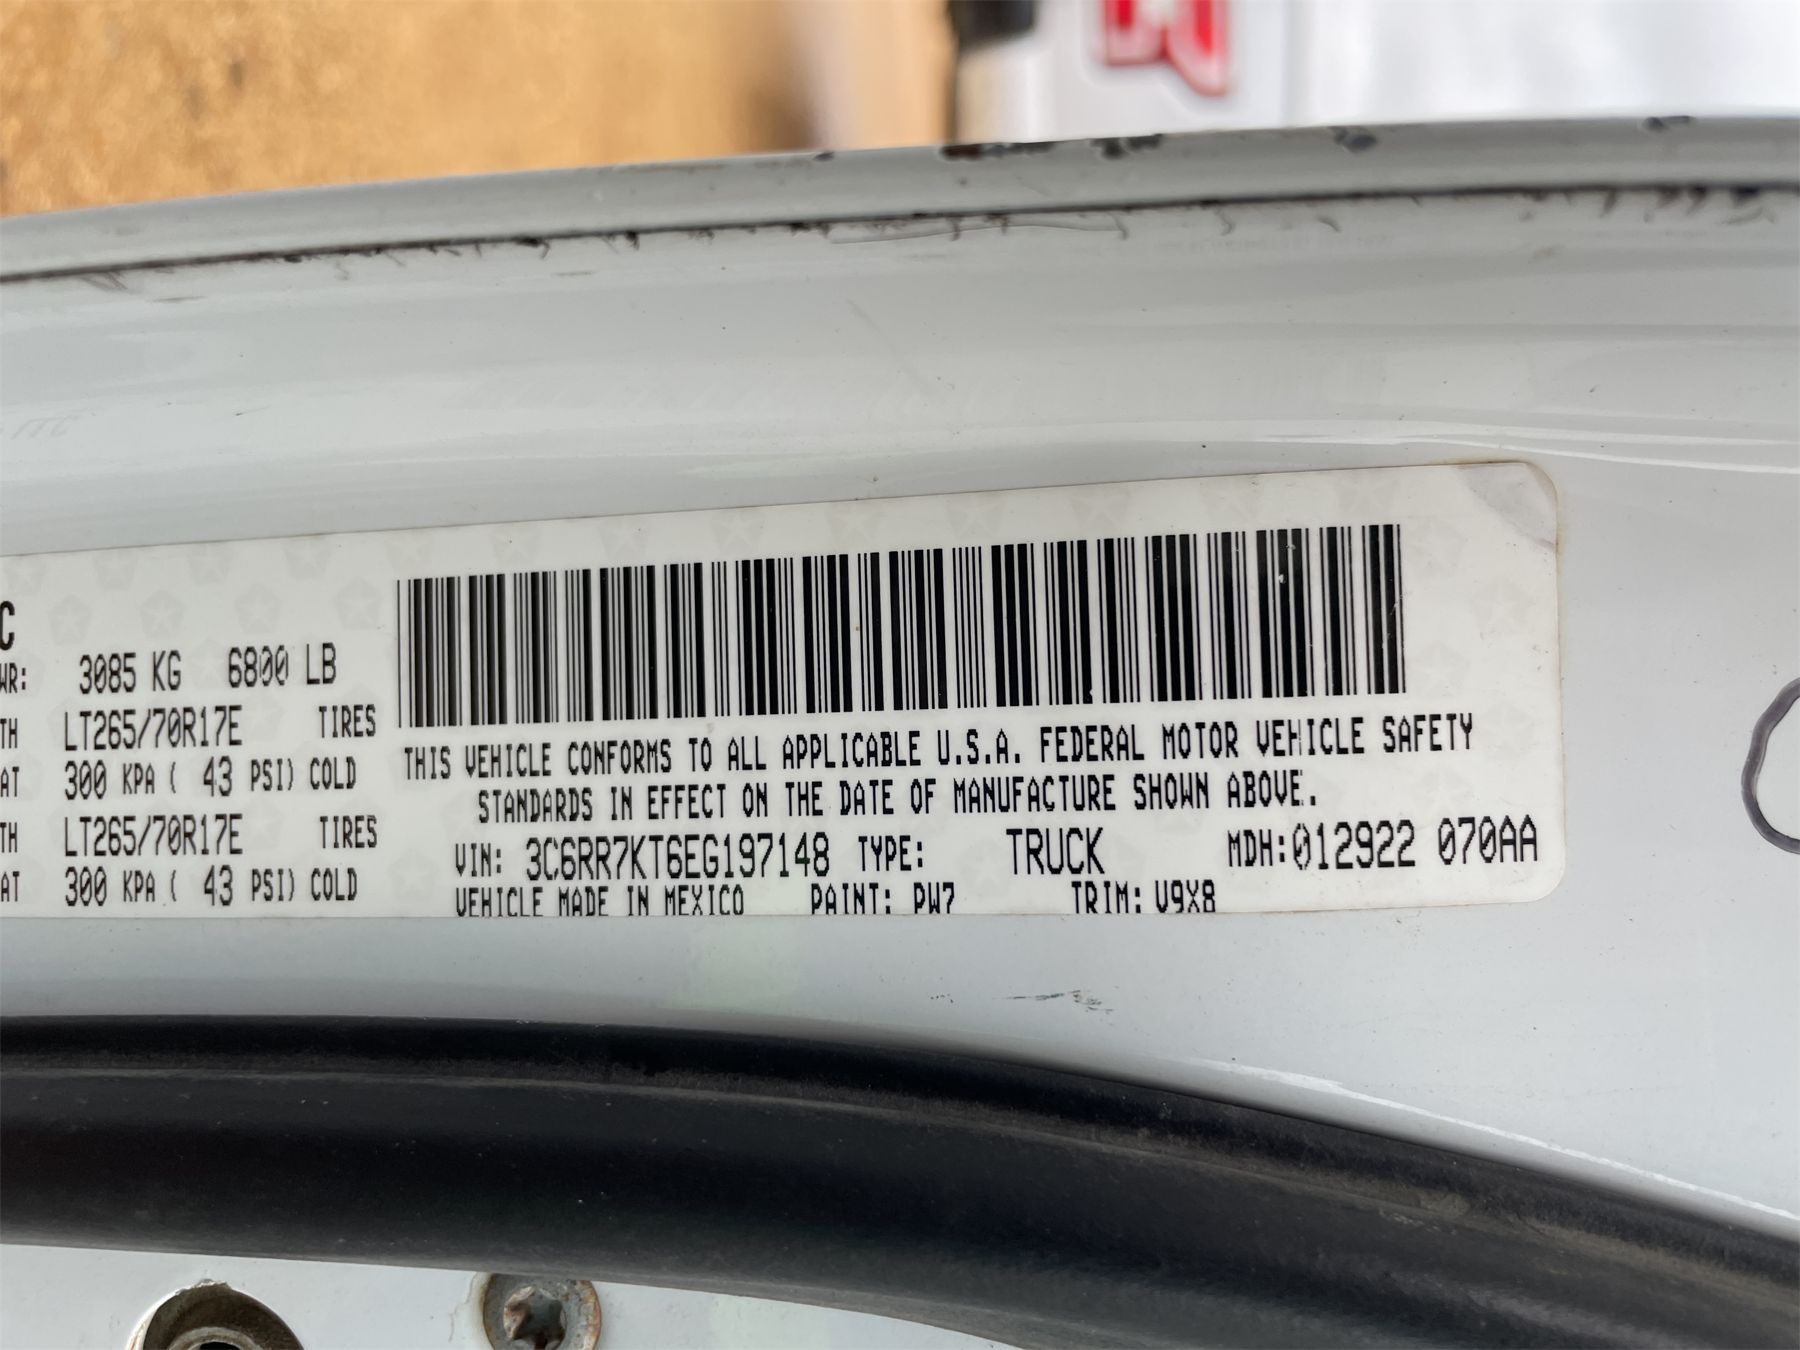 C
WR: 3085 KG 6800 LB
TH LT265/70R17E TIRES
AT 300 KPA ( 43 PSI) COLD
TH LT265/70R17E TIRES
AT 300 KPA ( 43 PSI) COLD
THIS VEHICLE CONFORMS TO ALL APPLICABLE U.S.A. FEDERAL MOTOR VEHICLE SAFETY
STANDARDS IN EFFECT ON THE DATE OF MANUFACTURE SHOWN ABOVE.
VIN: 3C6RR7KT6EG197148 TYPE: TRUCK MDH:012922 070AA
VEHICLE MADE IN MEXICO PAINT: PW7 TRIM: V9X8